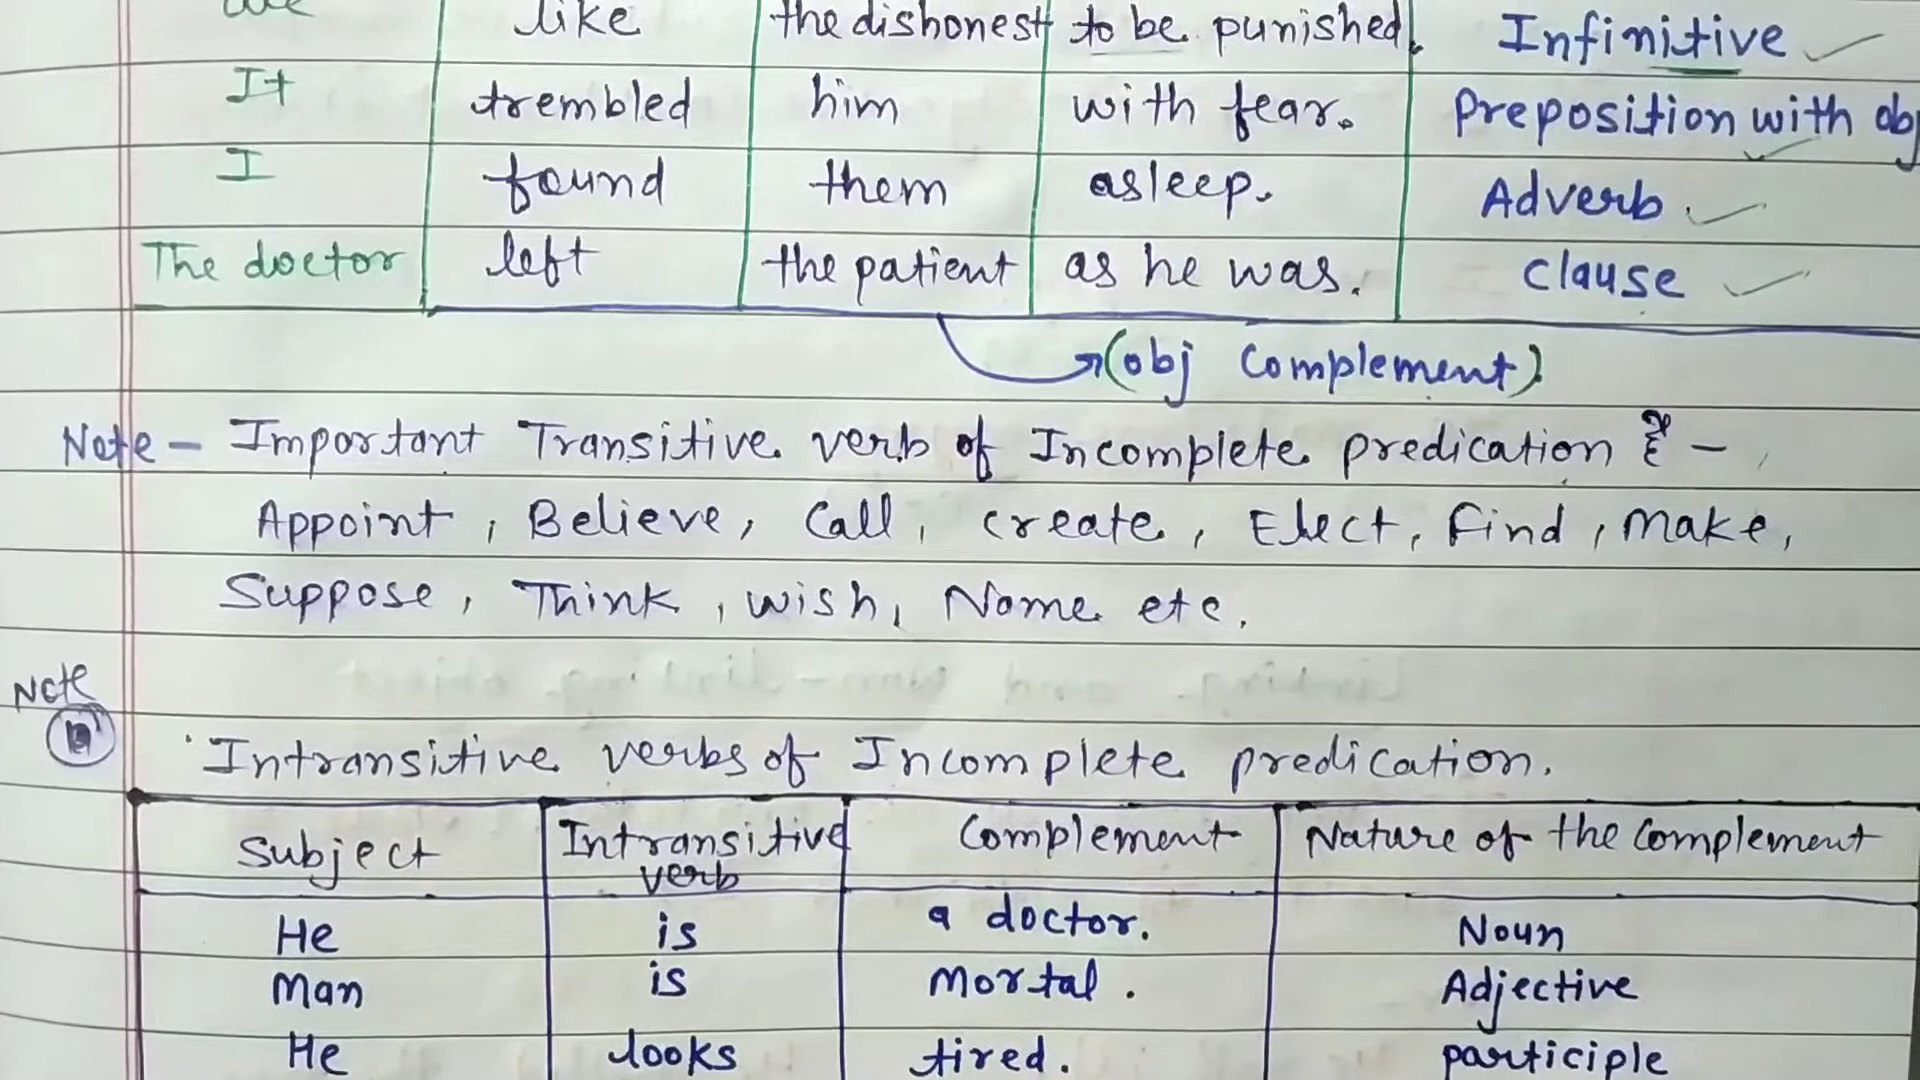 We like the dishonest to be punished. Infinitive
It trembled him with fear. Preposition with obj
I found them asleep. Adverb.
The doctor left the patient as he was. Clause
(obj Complement)
Note – Important Transitive verb of Incomplete predication हैं –
Appoint, Believe, Call, create, Elect, Find, Make,
Suppose, Think, wish, Name etc.
Note
(b) Intransitive verbs of Incomplete predication.
Subject Intransitive verb Complement Nature of the complement
He is a doctor. Noun
Man is Mortal. Adjective
He looks tired. participle